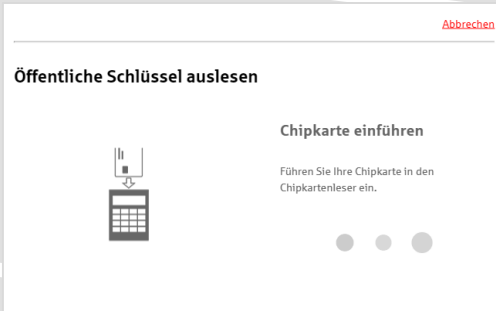 Abbrechen
Öffentliche Schlüssel auslesen
Chipkarte einführen
Führen Sie Ihre Chipkarte in den
Chipkartenleser ein.